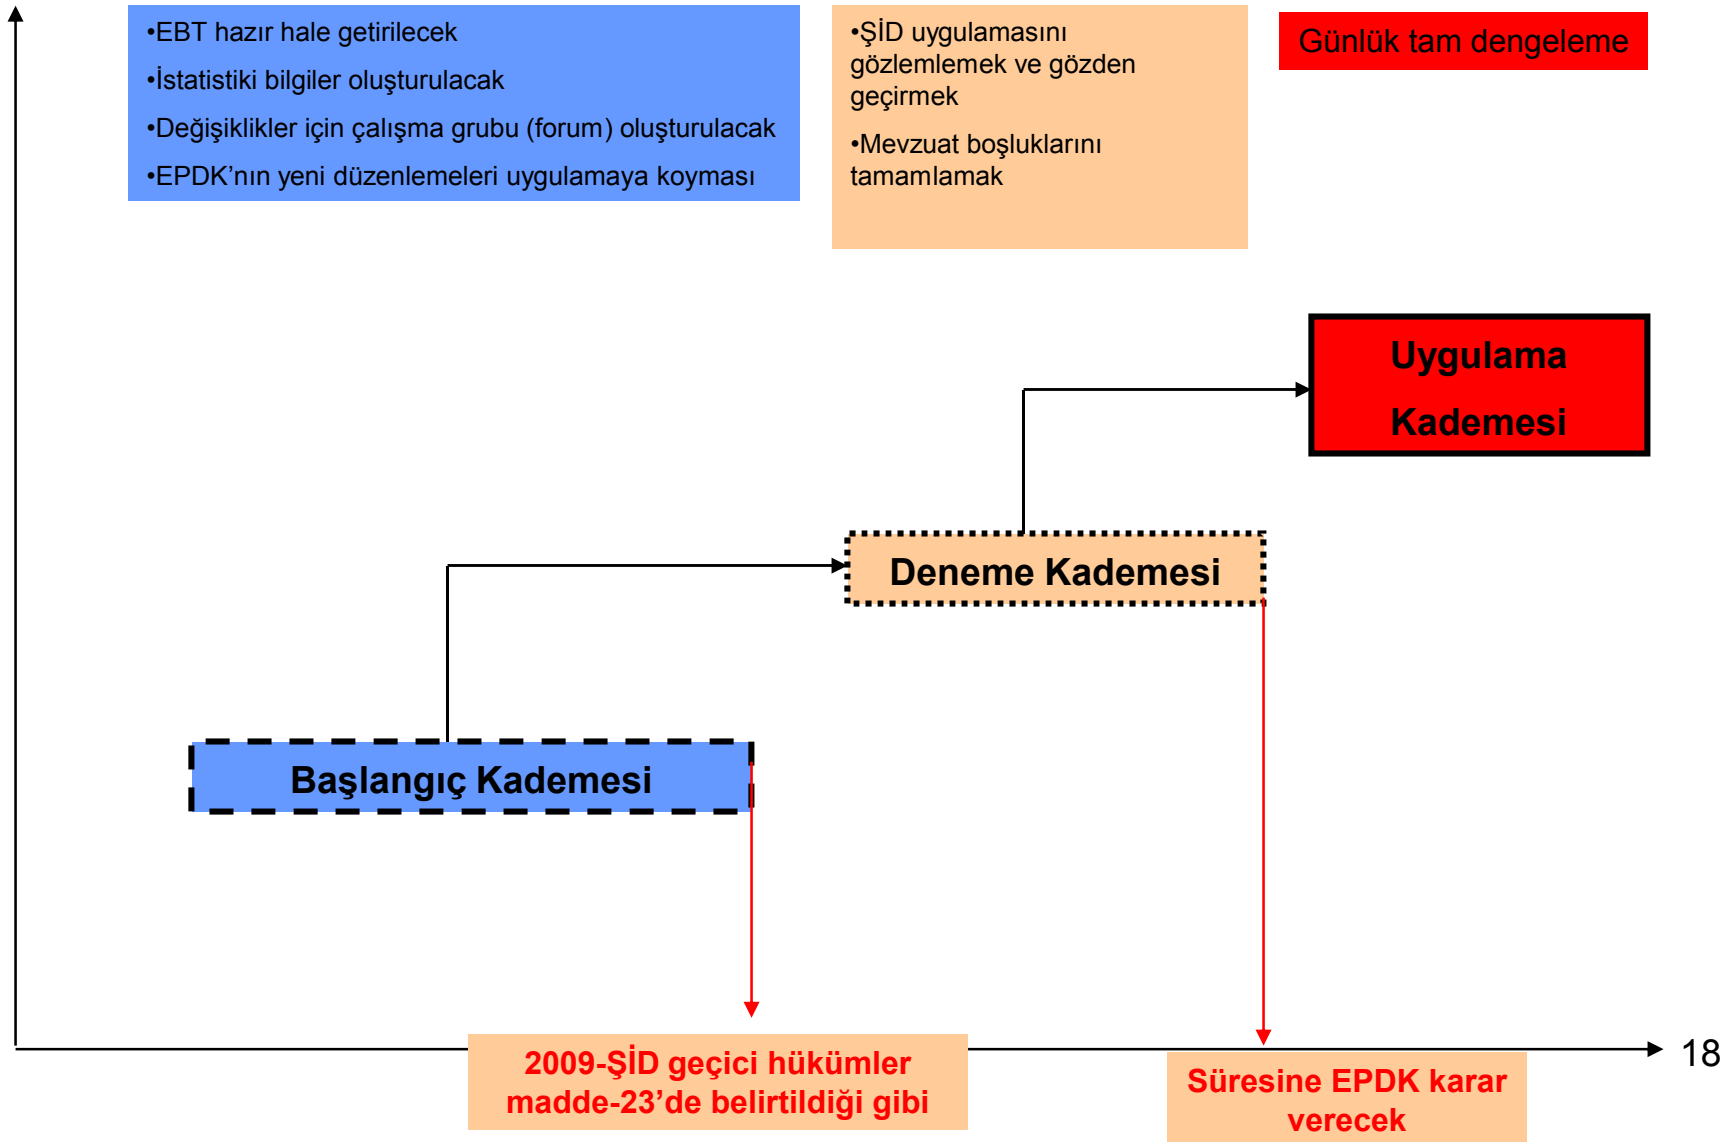 •EBT hazır hale getirilecek
•İstatistiki bilgiler oluşturulacak
•Değişiklikler için çalışma grubu (forum) oluşturulacak
•EPDK’nın yeni düzenlemeleri uygulamaya koyması
•ŞİD uygulamasını
gözlemlemek ve gözden
geçirmek
•Mevzuat boşluklarını
tamamlamak
Günlük tam dengeleme
Uygulama
Kademesi
Deneme Kademesi
Başlangıç Kademesi
2009-ŞİD geçici hükümler
madde-23’de belirtildiği gibi
Süresine EPDK karar
verecek
18